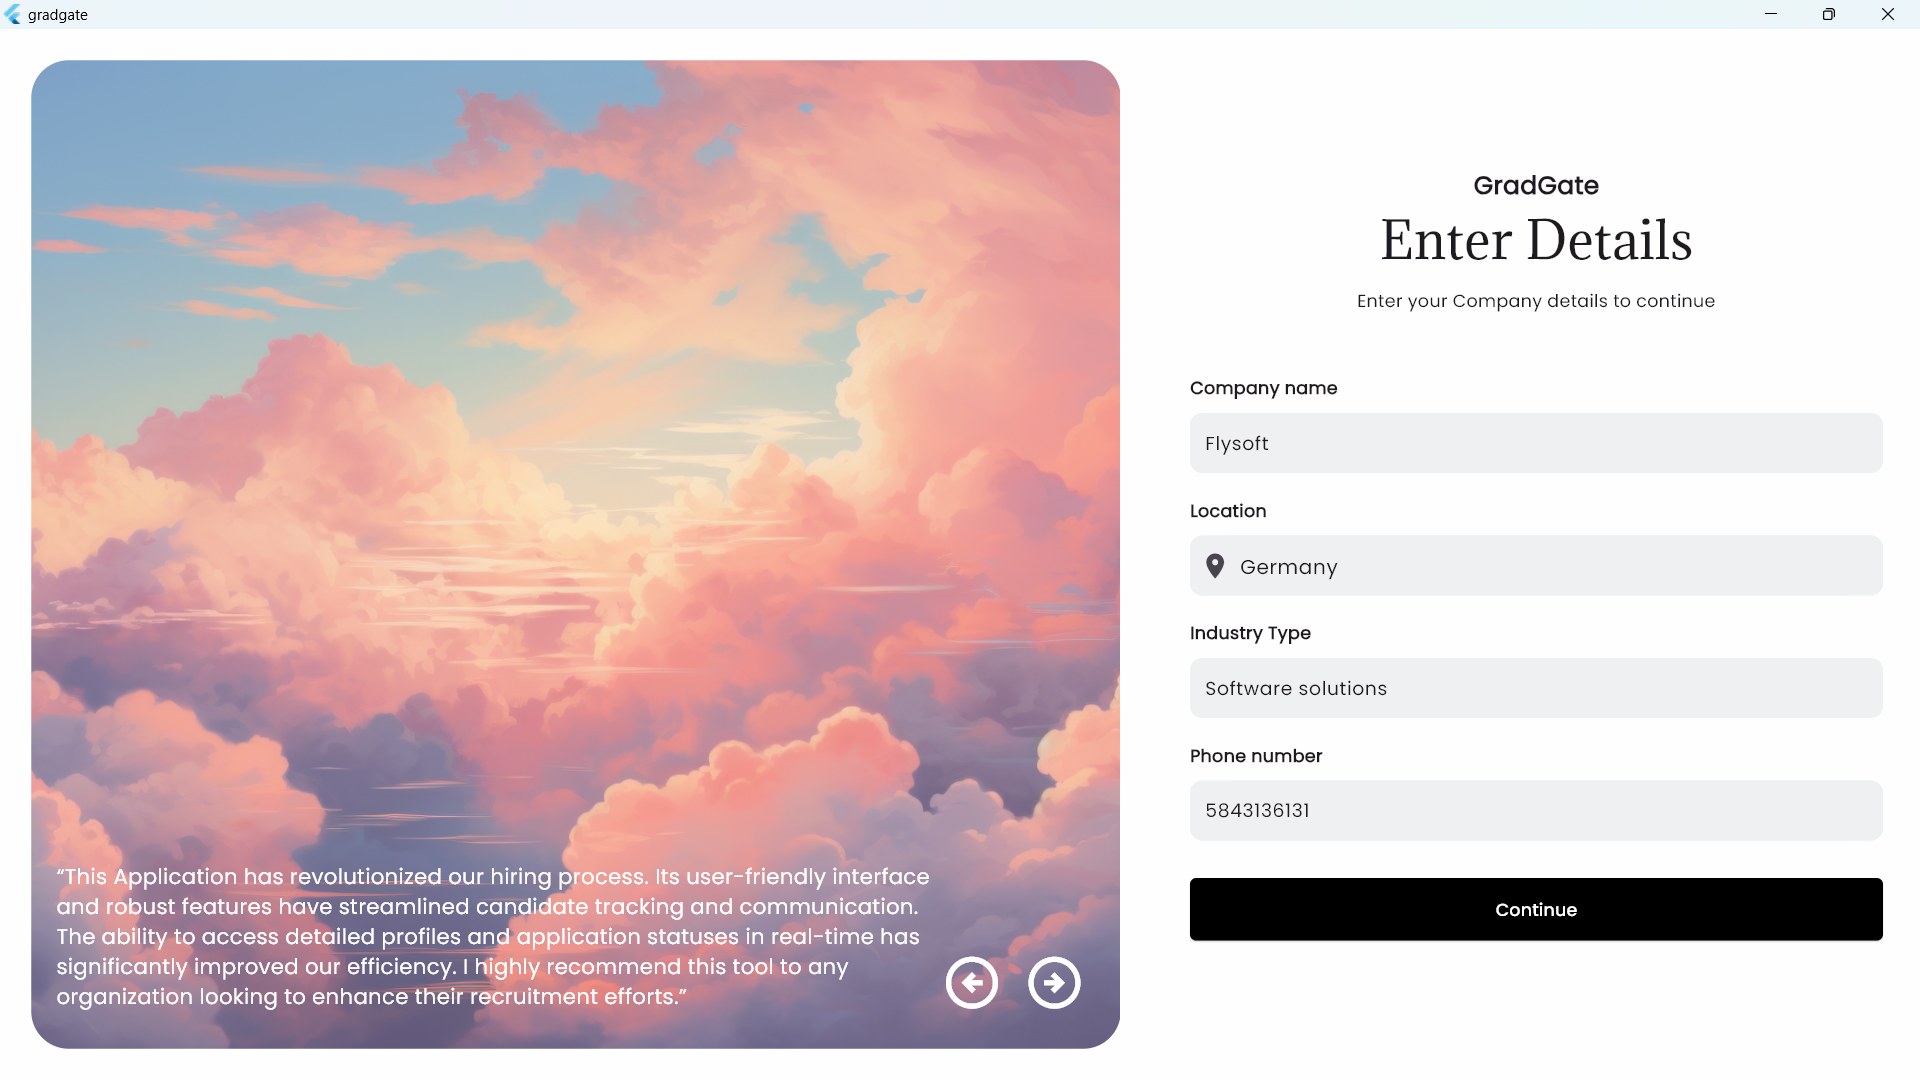 gradgate
GradGate
Enter Details
Enter your Company details to continue
Company name
Flysoft
Location
Germany
Industry Type
Software solutions
Phone number
5843136131
Continue
“This Application has revolutionized our hiring process. Its user-friendly interface
and robust features have streamlined candidate tracking and communication.
The ability to access detailed profiles and application statuses in real-time has
significantly improved our efficiency. I highly recommend this tool to any
organization looking to enhance their recruitment efforts.”